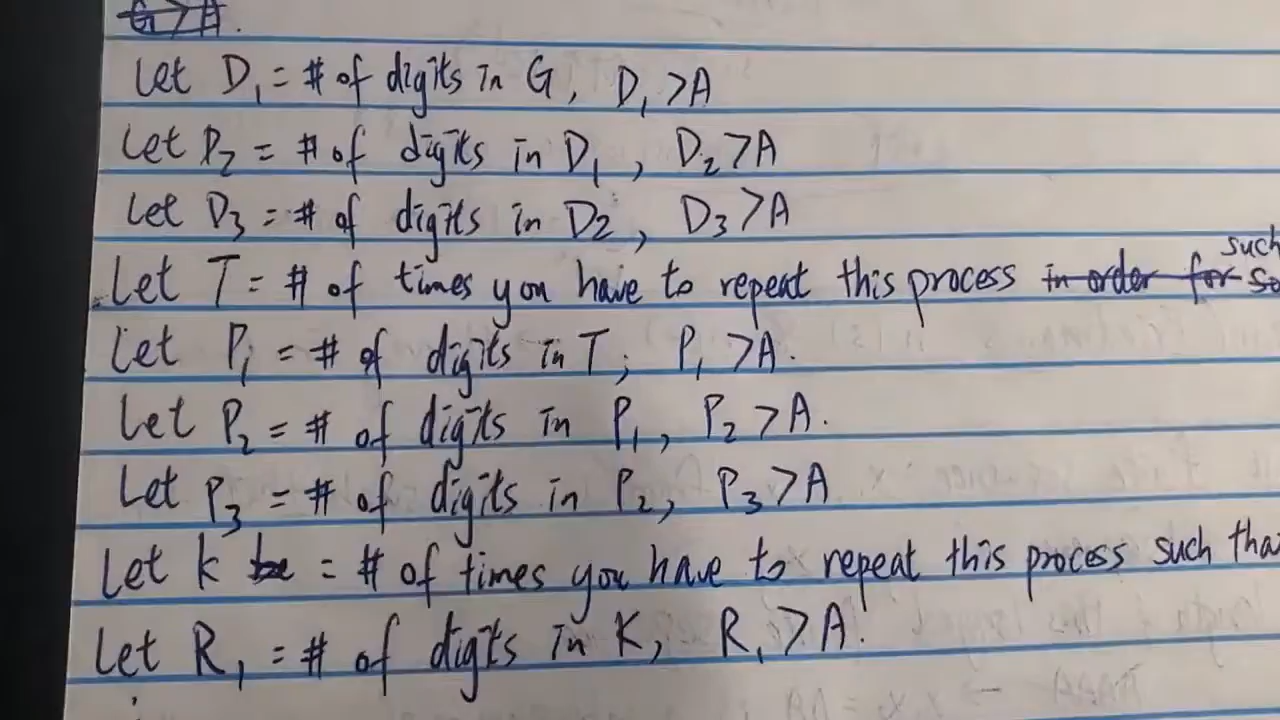 G > A.
Let D₁ = # of digits in G, D₁ > A
Let D₂ = # of digits in D₁, D₂ > A
Let D₃ = # of digits in D2, D₃ > A
Let T = # of times you have to repeat this process in order for such
Let P₁ = # of digits in T; P₁ > A.
Let P₂ = # of digits in P₁, P₂ > A.
Let P₃ = # of digits in P₂, P₃ > A
Let k be = # of times you have to repeat this process such that
Let R₁ = # of digits in K, R₁ > A.